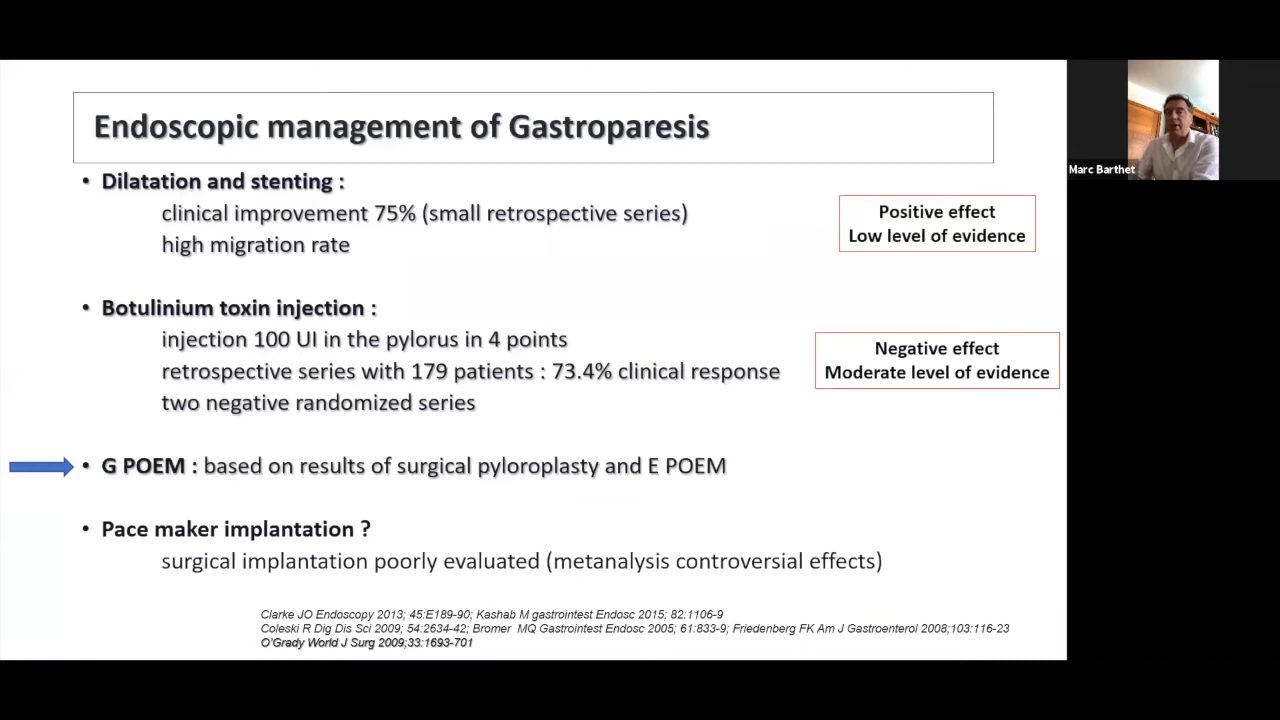 Endoscopic management of Gastroparesis
• Dilatation and stenting :
clinical improvement 75% (small retrospective series)
high migration rate
Positive effect
Low level of evidence
• Botulinium toxin injection :
injection 100 UI in the pylorus in 4 points
retrospective series with 179 patients : 73.4% clinical response
two negative randomized series
Negative effect
Moderate level of evidence
• G POEM : based on results of surgical pyloroplasty and E POEM
• Pace maker implantation ?
surgical implantation poorly evaluated (metanalysis controversial effects)
Clarke JO Endoscopy 2013; 45:E189-90; Kashab M gastrointest Endosc 2015; 82:1106-9
Coleski R Dig Dis Sci 2009; 54:2634-42; Bromer MQ Gastrointest Endosc 2005; 61:833-9; Friedenberg FK Am J Gastroenterol 2008;103:116-23
O'Grady World J Surg 2009;33:1693-701
Marc Barthet